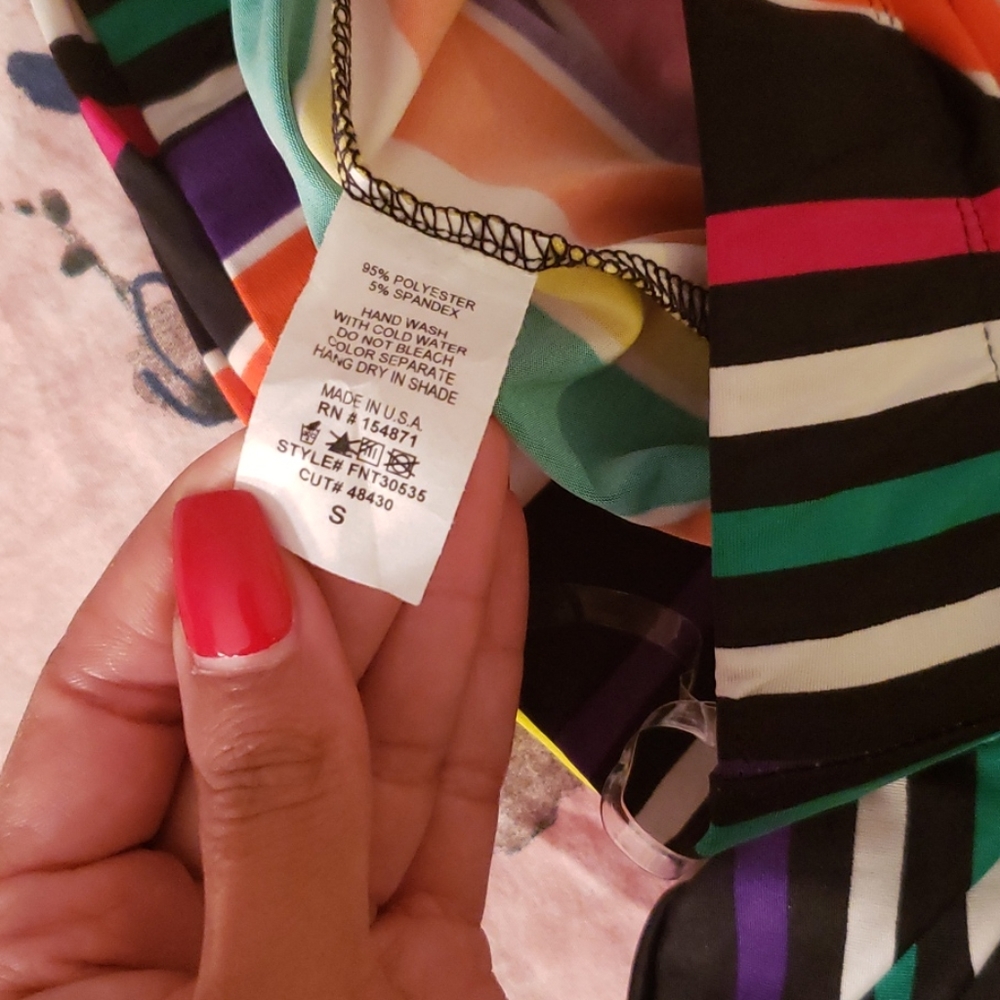 95% POLYESTER
5% SPANDEX
HAND WASH
WITH COLD WATER
DO NOT BLEACH
COLOR SEPARATE
HANG DRY IN SHADE
MADE IN U.S.A.
RN # 154871
STYLE# FNT30535
CUT# 48430
S